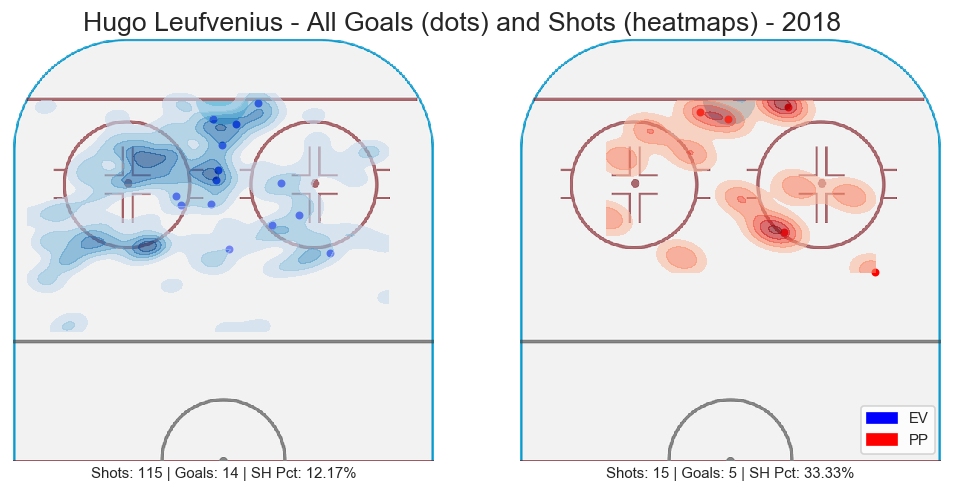 Hugo Leufvenius - All Goals (dots) and Shots (heatmaps) - 2018
EV
PP
Shots: 115 | Goals: 14 | SH Pct: 12.17%
Shots: 15 | Goals: 5 | SH Pct: 33.33%